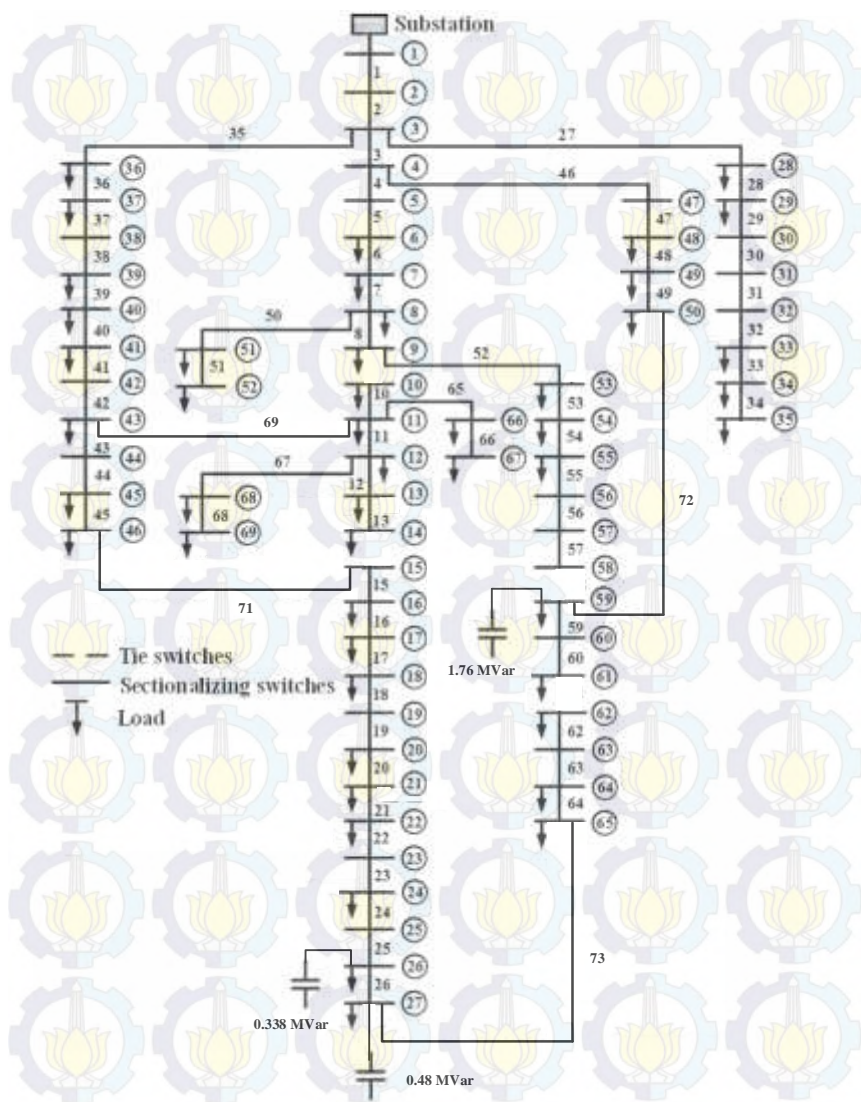 Substation
1
1
2
2
35 3 27
3
36 4 28
46
36 4 28
37 5 47 29
37 5 47 29
38 6 48 30
38 6 48 30
39 7 49 31
39 7 49 31
40 8 50 32
50
40 8 32
41 51 9 33
52
41 51 33
42 52 10 53 34
65
42 10 53 34
43 11 66 54 35
69
43 11 66 54
44 12 67 55
67
44 55
12
45 68 13 56
72
45 68 13 56
46 69 14 57
57
15 58
15
16 59
71
16 59
17 60
Tie switches
17 60
1.76 MVar
18 61
Sectionalizing switches
18
19 62
Load
19 62
20 63
20 63
21 64
21 64
22 65
22
23
23
24
24
25
25
73
26
26
27
0.338 MVar
0.48 MVar